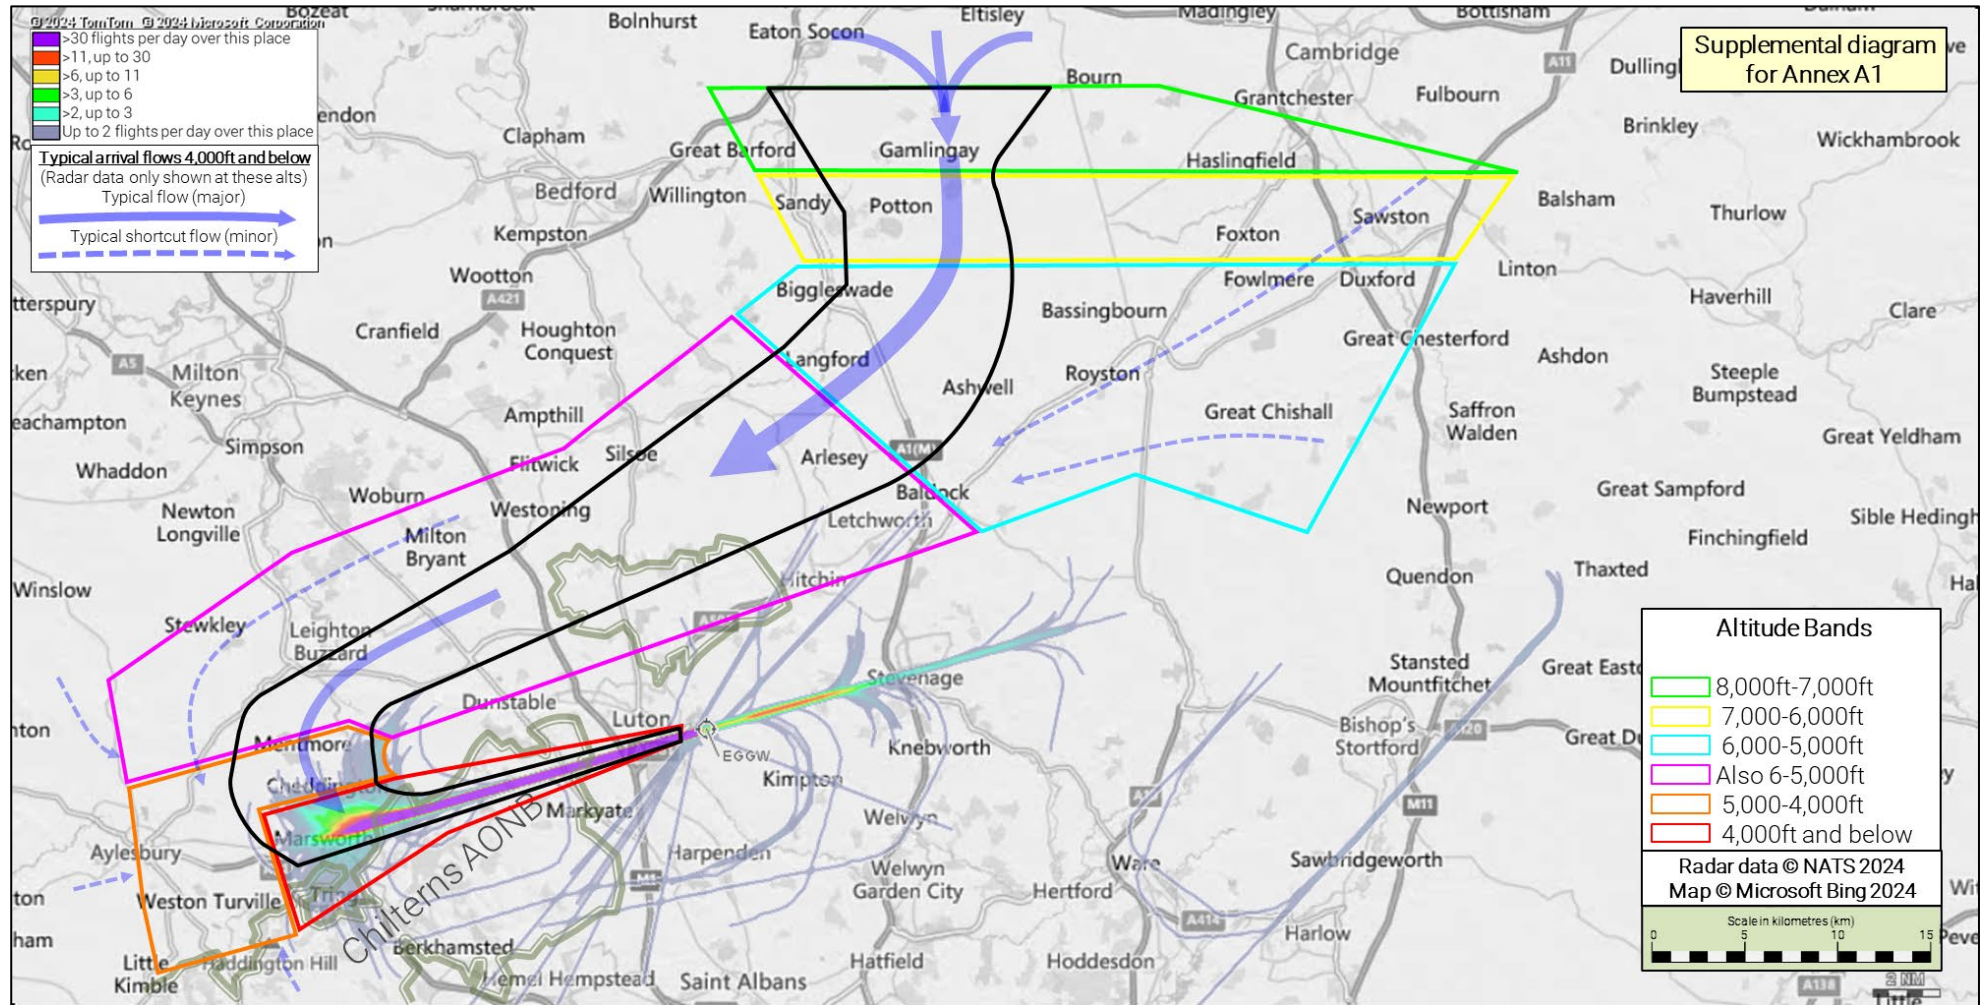 © 2024 TomTom © 2024 Microsoft Corporation
>30 flights per day over this place
>11, up to 30
>6, up to 11
>3, up to 6
>2, up to 3
Up to 2 flights per day over this place
Typical arrival flows 4,000ft and below
(Radar data only shown at these alts)
Typical flow (major)
Typical shortcut flow (minor)
Supplemental diagram
for Annex A1
Bozeat
Bolnhurst
Eltisley
Madingley
Bottisham
Eaton Socon
Cambridge
A11
Bourn
Grantchester
Fulbourn
Brinkley
Wickhambrook
Clapham
Great Barford
Gamlingay
Haslingfield
Bedford
Willington
Sandy
Potton
Sawston
Balsham
Thurlow
Kempston
Foxton
Wootton
Fowlmere
Duxford
Linton
A421
Biggleswade
Bassingbourn
Haverhill
Clare
tterspury
Cranfield
Houghton
Conquest
Great Chesterford
A5
Milton
Keynes
Langford
Ashwell
Royston
Ashdon
Steeple
Bumpstead
Ampthill
Great Chishall
Saffron
Walden
eachampton
Simpson
Silsoe
A1(M)
Great Yeldham
Whaddon
Flitwick
Arlesey
Woburn
Westoning
Baldock
Newport
Great Sampford
Newton
Longville
Letchworth
Sible Hedingh
Milton
Bryant
Finchingfield
Winslow
Hitchin
Quendon
Thaxted
Stewkley
Leighton
Buzzard
Stansted
Mountfitchet
Stevenage
Dunstable
Luton
Bishop's
Stortford
Mentmore
EGGW
Knebworth
Cheddington
Kimpton
Marsworth
Markyate
M11
Welwyn
Aylesbury
Harpenden
Ware
Sawbridgeworth
Welwyn
Garden City
Weston Turville
Tring
Chilterns AONB
Hertford
A414
Harlow
Berkhamsted
Haddington Hill
Little
Kimble
Hemel Hempstead
Saint Albans
Hatfield
Hoddesdon
Altitude Bands
8,000ft-7,000ft
7,000-6,000ft
6,000-5,000ft
Also 6-5,000ft
5,000-4,000ft
4,000ft and below
Radar data © NATS 2024
Map © Microsoft Bing 2024
Scale in kilometres (km)
0 5 10 15
A138
2 NM